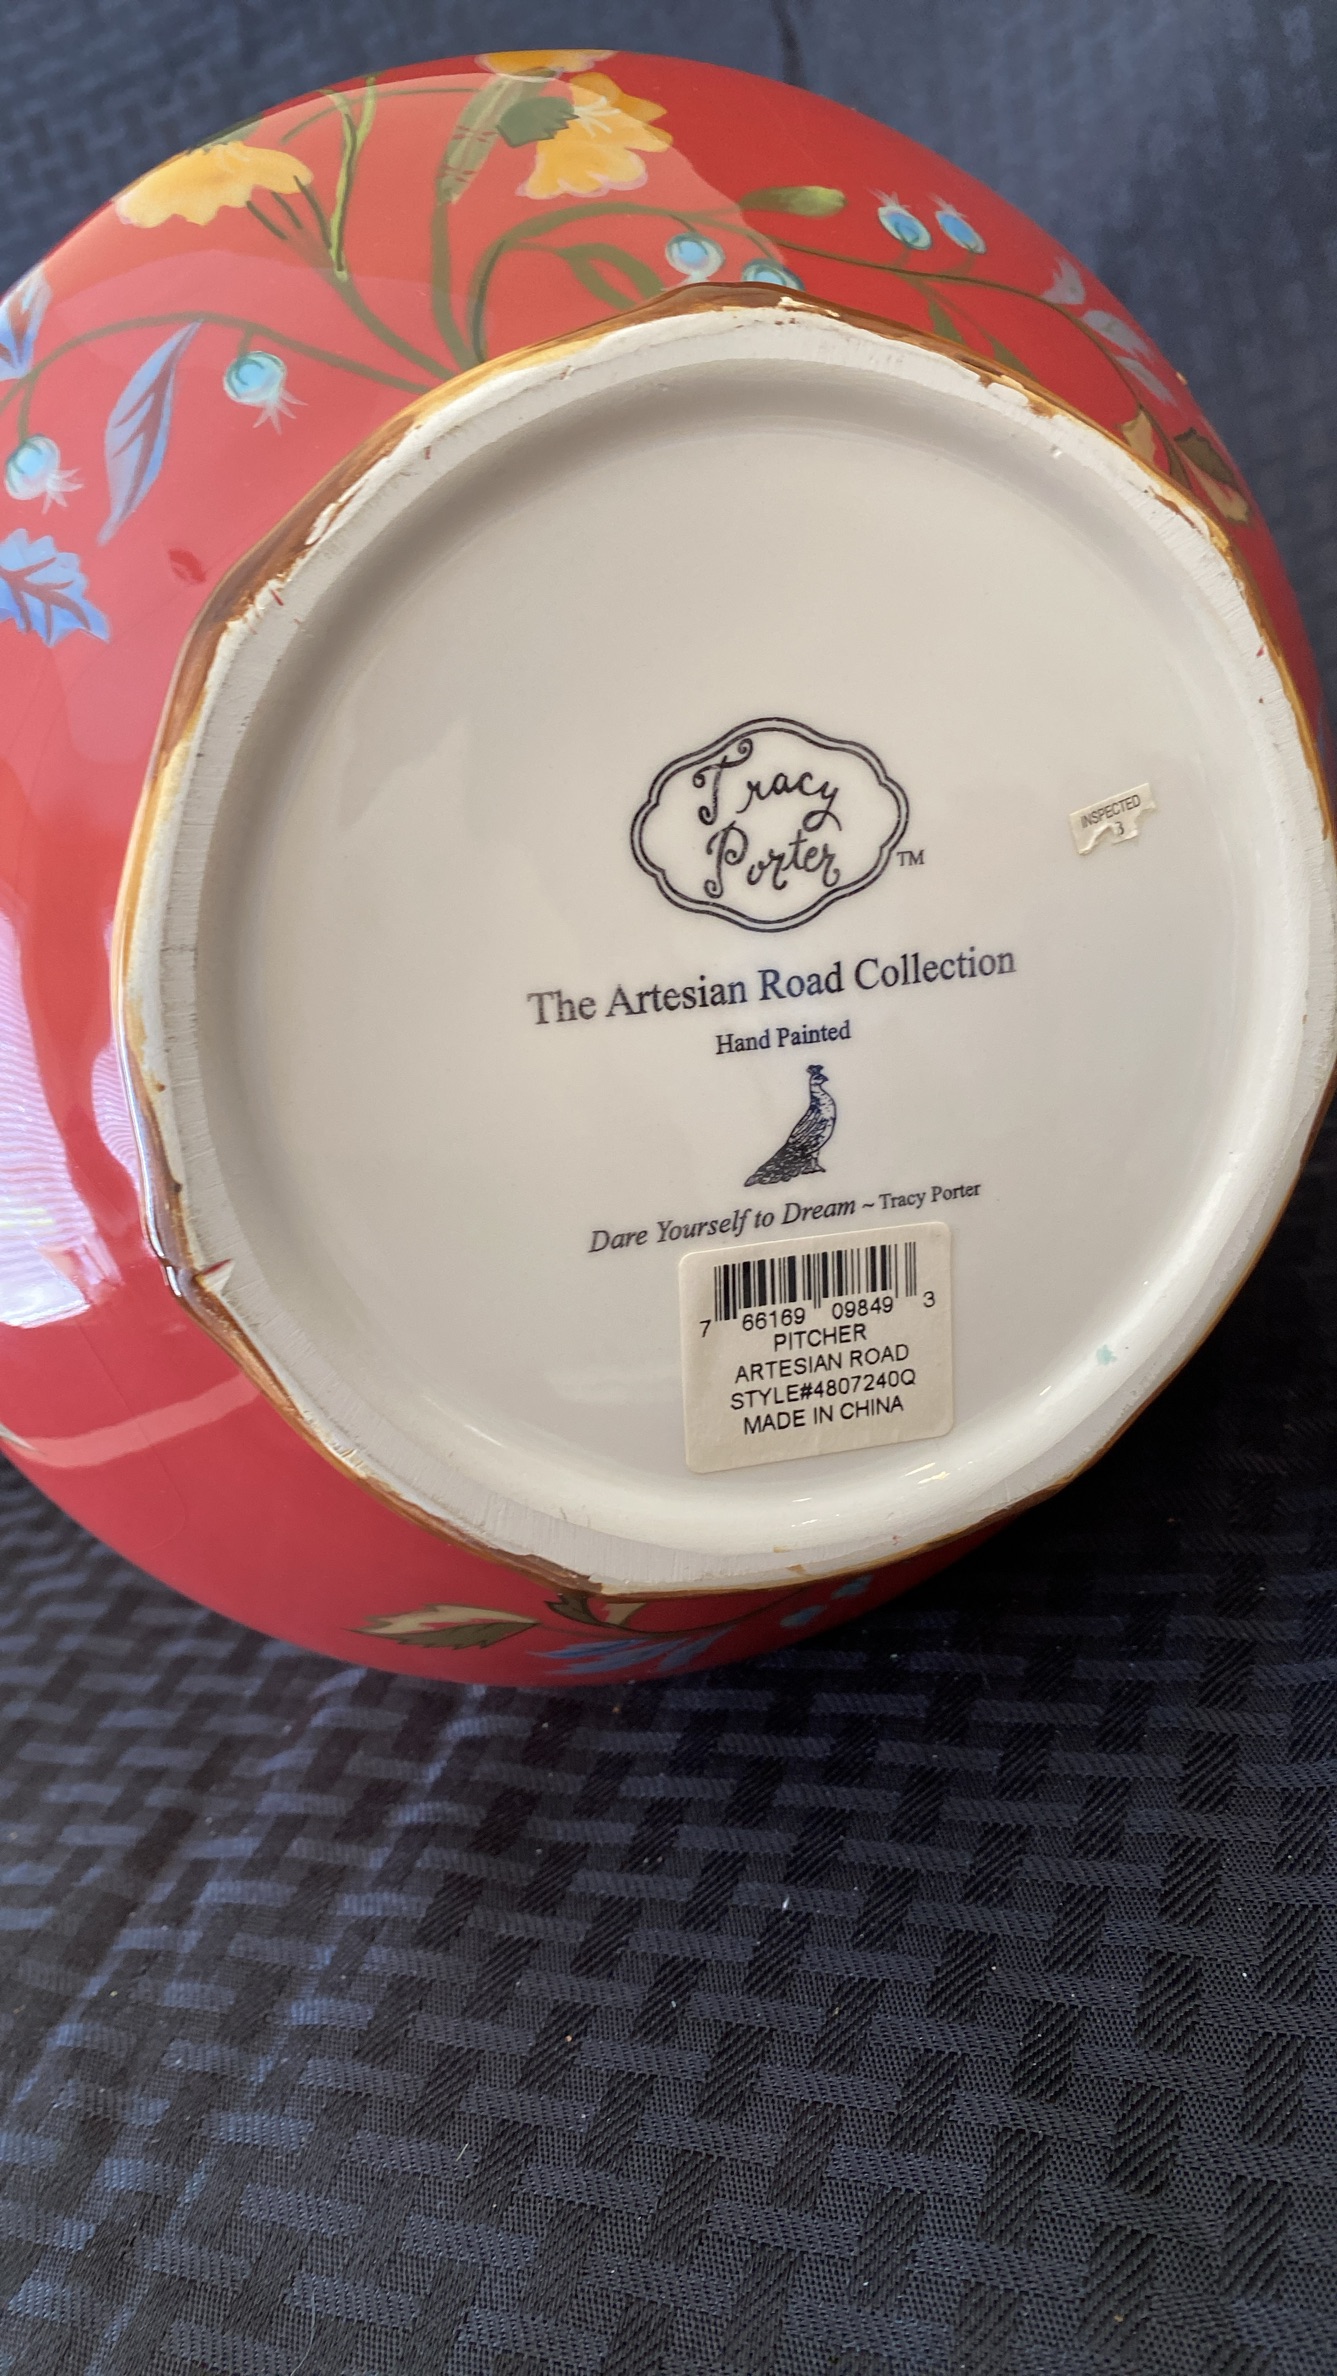 Tracy
Porter
TM
INSPECTED
3
The Artesian Road Collection
Hand Painted
Dare Yourself to Dream ~ Tracy Porter
7 66169 09849 3
PITCHER
ARTESIAN ROAD
STYLE#4807240Q
MADE IN CHINA